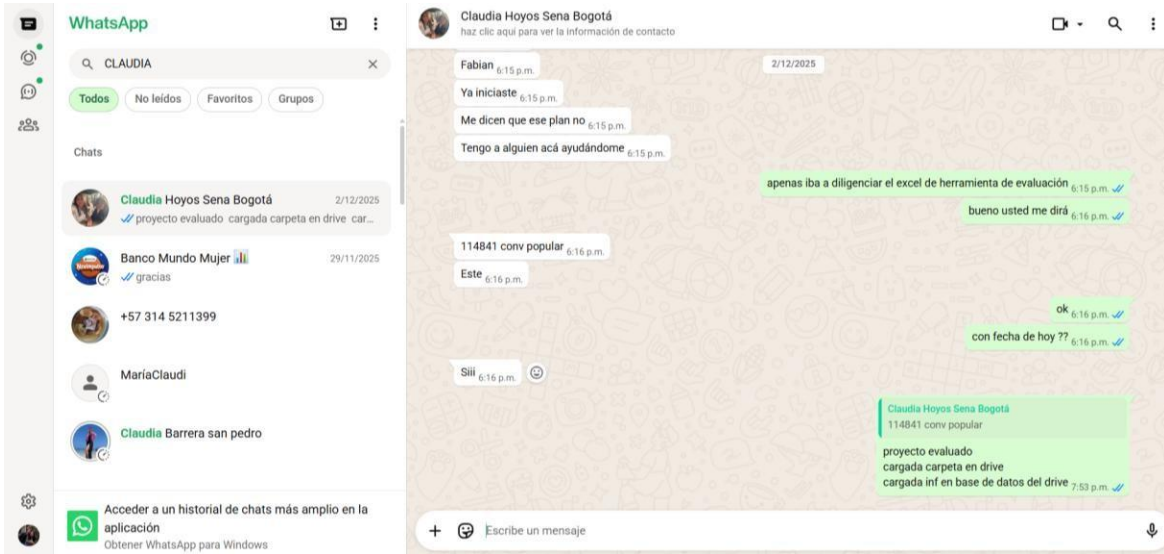 WhatsApp
CLAUDIA
Todos
No leídos
Favoritos
Grupos
Chats
Claudia Hoyos Sena Bogotá
2/12/2025
proyecto evaluado cargada carpeta en drive car...
Banco Mundo Mujer
29/11/2025
gracias
+57 314 5211399
MaríaClaudi
Claudia Barrera san pedro
Acceder a un historial de chats más amplio en la
aplicación
Obtener WhatsApp para Windows
Claudia Hoyos Sena Bogotá
haz clic aquí para ver la información de contacto
2/12/2025
Fabian 6:15 p.m.
Ya iniciaste 6:15 p.m.
Me dicen que ese plan no 6:15 p.m.
Tengo a alguien acá ayudándome 6:15 p.m.
apenas iba a diligenciar el excel de herramienta de evaluación 6:15 p.m.
bueno usted me dirá 6:16 p.m.
114841 conv popular 6:16 p.m.
Este 6:16 p.m.
ok 6:16 p.m.
con fecha de hoy ?? 6:16 p.m.
Siii 6:16 p.m.
Claudia Hoyos Sena Bogotá
114841 conv popular
proyecto evaluado
cargada carpeta en drive
cargada inf en base de datos del drive 7:53 p.m.
Escribe un mensaje